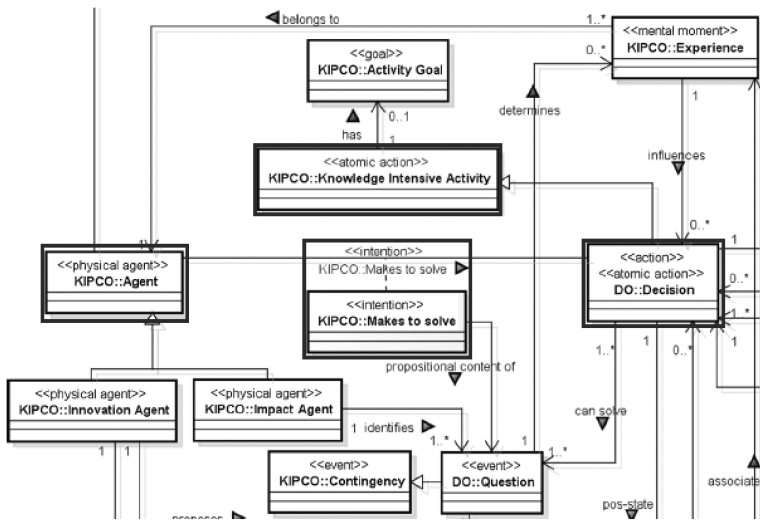 belongs to
1..*
<<mental moment>>
KIPCO::Experience
<<goal>>
KIPCO::Activity Goal
0..*
0..1
has
1
determines
1
<<atomic action>>
KIPCO::Knowledge Intensive Activity
influences
0..*
1
<<physical agent>>
KIPCO::Agent
<<intention>>
KIPCO::Makes to solve
<<action>>
<<atomic action>>
DO::Decision
1
0..*
<<intention>>
KIPCO::Makes to solve
1..*
propositional content of
1..*
1
0..*
1
<<physical agent>>
KIPCO::Innovation Agent
<<physical agent>>
KIPCO::Impact Agent
can solve
1 identifies
1..*
1
1..*
1
1
<<event>>
KIPCO::Contingency
<<event>>
DO::Question
associate
pos-state